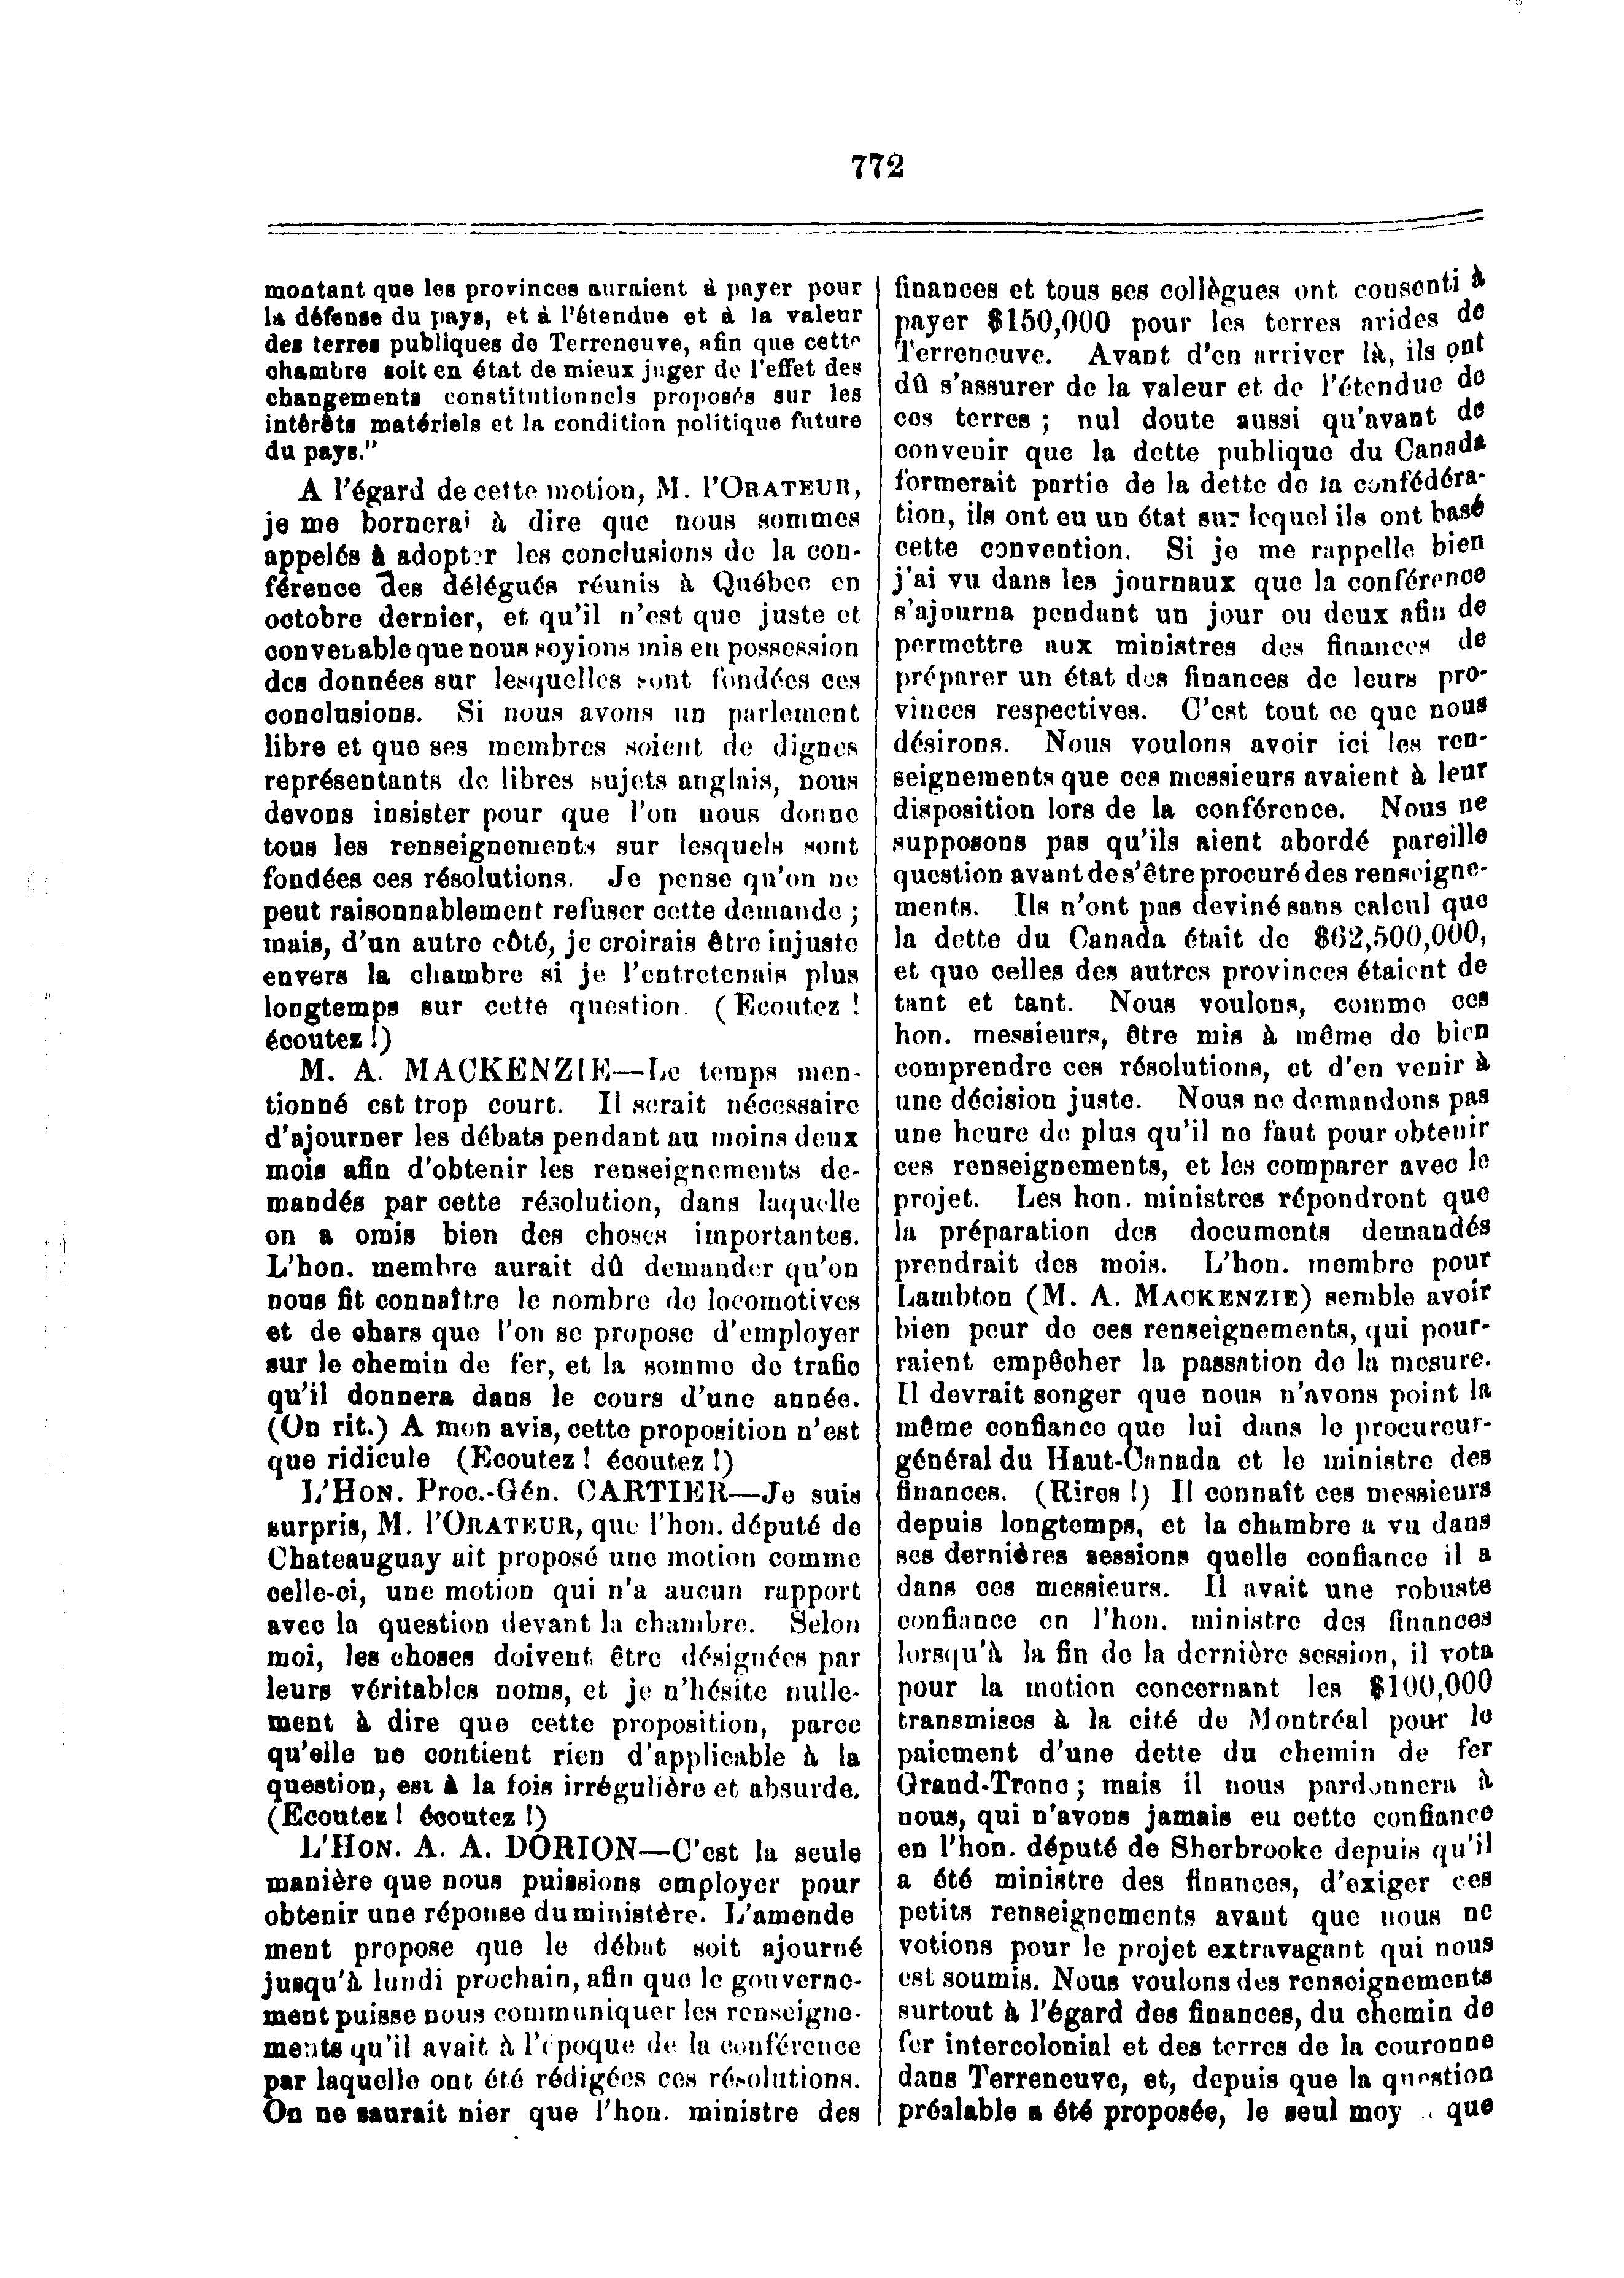 772
montant que les provinces auraient à payer pour
la défense du pays, et à l'étendue et à la valeur
des terres publiques de Terreneuve, afin que cette
chambre soit en état de mieux juger de l'effet des
changements constitutionnels proposés sur les
intérêts matériels et la condition politique future
du pays."
A l'égard de cette motion, M. l'ORATEUR,
je me bornerai à dire que nous sommes
appelés à adopter les conclusions de la con-
férence des délégués réunis à Québec en
octobre dernier, et qu'il n'est que juste et
convenable que nous soyions mis en possession
des données sur lesquelles sont fondées ces
conclusions. Si nous avons un parlement
libre et que ses membres soient de dignes
représentants de libres sujets anglais, nous
devons insister pour que l'on nous donne
tous les renseignements sur lesquels sont
fondées ces résolutions. Je pense qu'on ne
peut raisonnablement refuser cette demande ;
mais, d'un autre côté, je croirais être injuste
envers la chambre si je l'entretenais plus
longtemps sur cette question. (Ecoutez !
écoutez !)
M. A. MACKENZIE—Le temps men-
tionné est trop court. Il serait nécessaire
d'ajourner les débats pendant au moins deux
mois afin d'obtenir les renseignements de-
mandés par cette résolution, dans laquelle
on a omis bien des choses importantes.
L'hon. membre aurait dû demander qu'on
nous fit connaître le nombre de locomotives
et de chars que l'on se propose d'employer
sur le chemin de fer, et la somme de trafic
qu'il donnera dans le cours d'une année.
(On rit.) A mon avis, cette proposition n'est
que ridicule (Ecoutez ! écoutez !)
L'HON. Proc.-Gén. CARTIER—Je suis
surpris, M. l'ORATEUR, que l'hon. député de
Chateauguay ait proposé une motion comme
celle-ci, une motion qui n'a aucun rapport
avec la question devant la chambre. Selon
moi, les choses doivent être désignées par
leurs véritables noms, et je n'hésite nulle-
ment à dire que cette proposition, parce
qu'elle ne contient rien d'applicable à la
question, est à la fois irrégulière et absurde.
(Ecoutez ! écoutez !)
L'HON. A. A. DORION—C'est la seule
manière que nous puissions employer pour
obtenir une réponse du ministère. L'amende
ment propose que le débat soit ajourné
jusqu'à lundi prochain, afin que le gouverne-
ment puisse nous communiquer les renseigne-
ments qu'il avait à l'époque de la conférence
par laquelle ont été rédigées ces résolutions.
On ne saurait nier que l'hon. ministre des
finances et tous ses collègues ont consenti à
payer $150,000 pour les terres arides de
Terreneuve. Avant d'en arriver là, ils ont
dû s'assurer de la valeur et de l'étendue de
ces terres ; nul doute aussi qu'avant de
convenir que la dette publique du Canada
formerait partie de la dette de la confédéra-
tion, ils ont eu un état sur lequel ils ont basé
cette convention. Si je me rappelle bien
j'ai vu dans les journaux que la conférence
s'ajourna pendant un jour ou deux afin de
permettre aux ministres des finances de
préparer un état des finances de leurs pro-
vinces respectives. C'est tout ce que nous
désirons. Nous voulons avoir ici les ren-
seignements que ces messieurs avaient à leur
disposition lors de la conférence. Nous ne
supposons pas qu'ils aient abordé pareille
question avant de s'être procuré des renseigne-
ments. Ils n'ont pas deviné sans calcul que
la dette du Canada était de $62,500,000,
et que celles des autres provinces étaient de
tant et tant. Nous voulons, comme ces
hon. messieurs, être mis à même de bien
comprendre ces résolutions, et d'en venir à
une décision juste. Nous ne demandons pas
une heure de plus qu'il ne faut pour obtenir
ces renseignements, et les comparer avec le
projet. Les hon. ministres répondront que
la préparation des documents demandés
prendrait des mois. L'hon. membre pour
Lambton (M. A. MACKENZIE) semble avoir
bien peur de ces renseignements, qui pour-
raient empêcher la passation de la mesure.
Il devrait songer que nous n'avons point la
même confiance que lui dans le procureur-
général du Haut-Canada et le ministre des
finances. (Rires !) Il connaît ces messieurs
depuis longtemps, et la chambre a vu dans
ses dernières sessions quelle confiance il a
dans ces messieurs. Il avait une robuste
confiance en l'hon. ministre des finances
lorsqu'à la fin de la dernière session, il vota
pour la motion concernant les $100,000
transmises à la cité de Montréal pour le
paiement d'une dette du chemin de fer
Grand-Tronc ; mais il nous pardonnera à
nous, qui n'avons jamais eu cette confiance
en l'hon. député de Sherbrooke depuis qu'il
a été ministre des finances, d'exiger ces
petits renseignements avant que nous ne
votions pour le projet extravagant qui nous
est soumis. Nous voulons des renseignements
surtout à l'égard des finances, du chemin de
fer intercolonial et des terres de la couronne
dans Terreneuve, et, depuis que la question
préalable a été proposée, le seul moy que